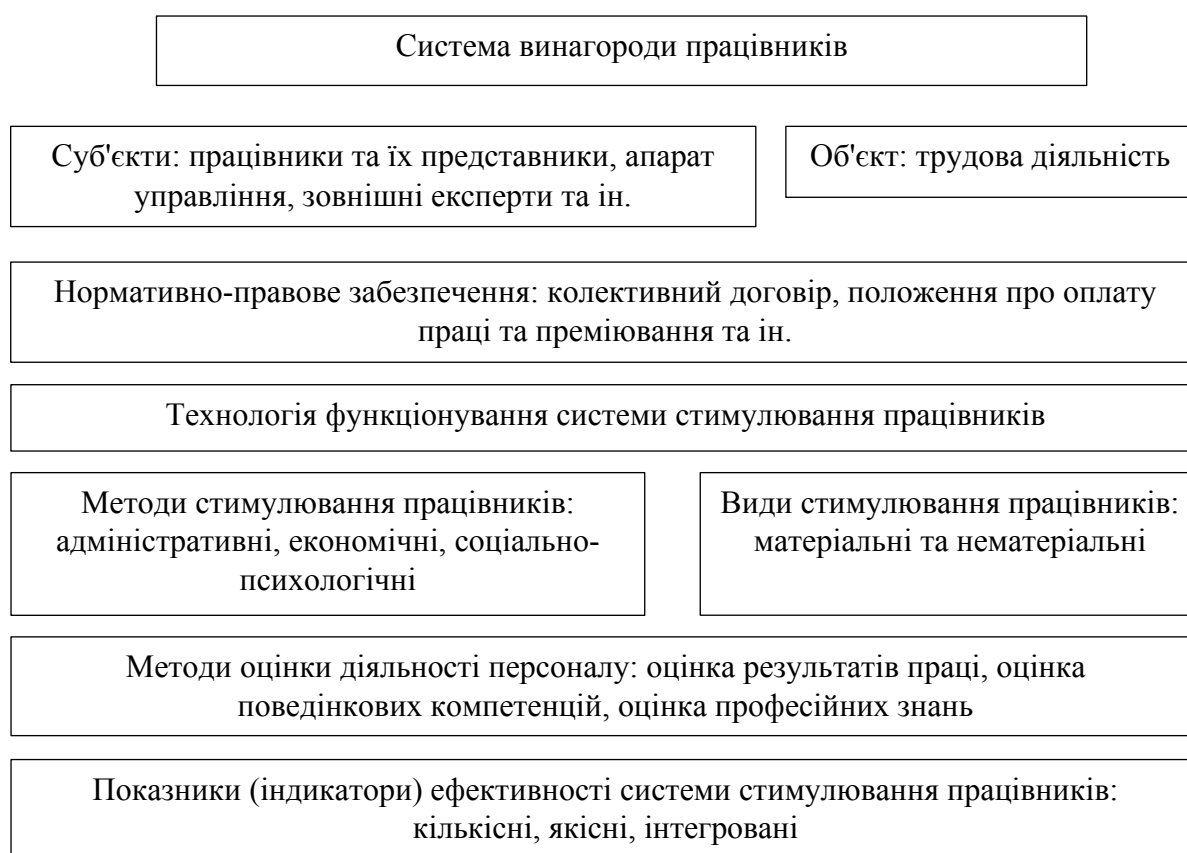 Система винагороди працівників
Суб'єкти: працівники та їх представники, апарат
управління, зовнішні експерти та ін.
Об'єкт: трудова діяльність
Нормативно-правове забезпечення: колективний договір, положення про оплату
праці та преміювання та ін.
Технологія функціонування системи стимулювання працівників
Методи стимулювання працівників:
адміністративні, економічні, соціально-
психологічні
Види стимулювання працівників:
матеріальні та нематеріальні
Методи оцінки діяльності персоналу: оцінка результатів праці, оцінка
поведінкових компетенцій, оцінка професійних знань
Показники (індикатори) ефективності системи стимулювання працівників:
кількісні, якісні, інтегровані